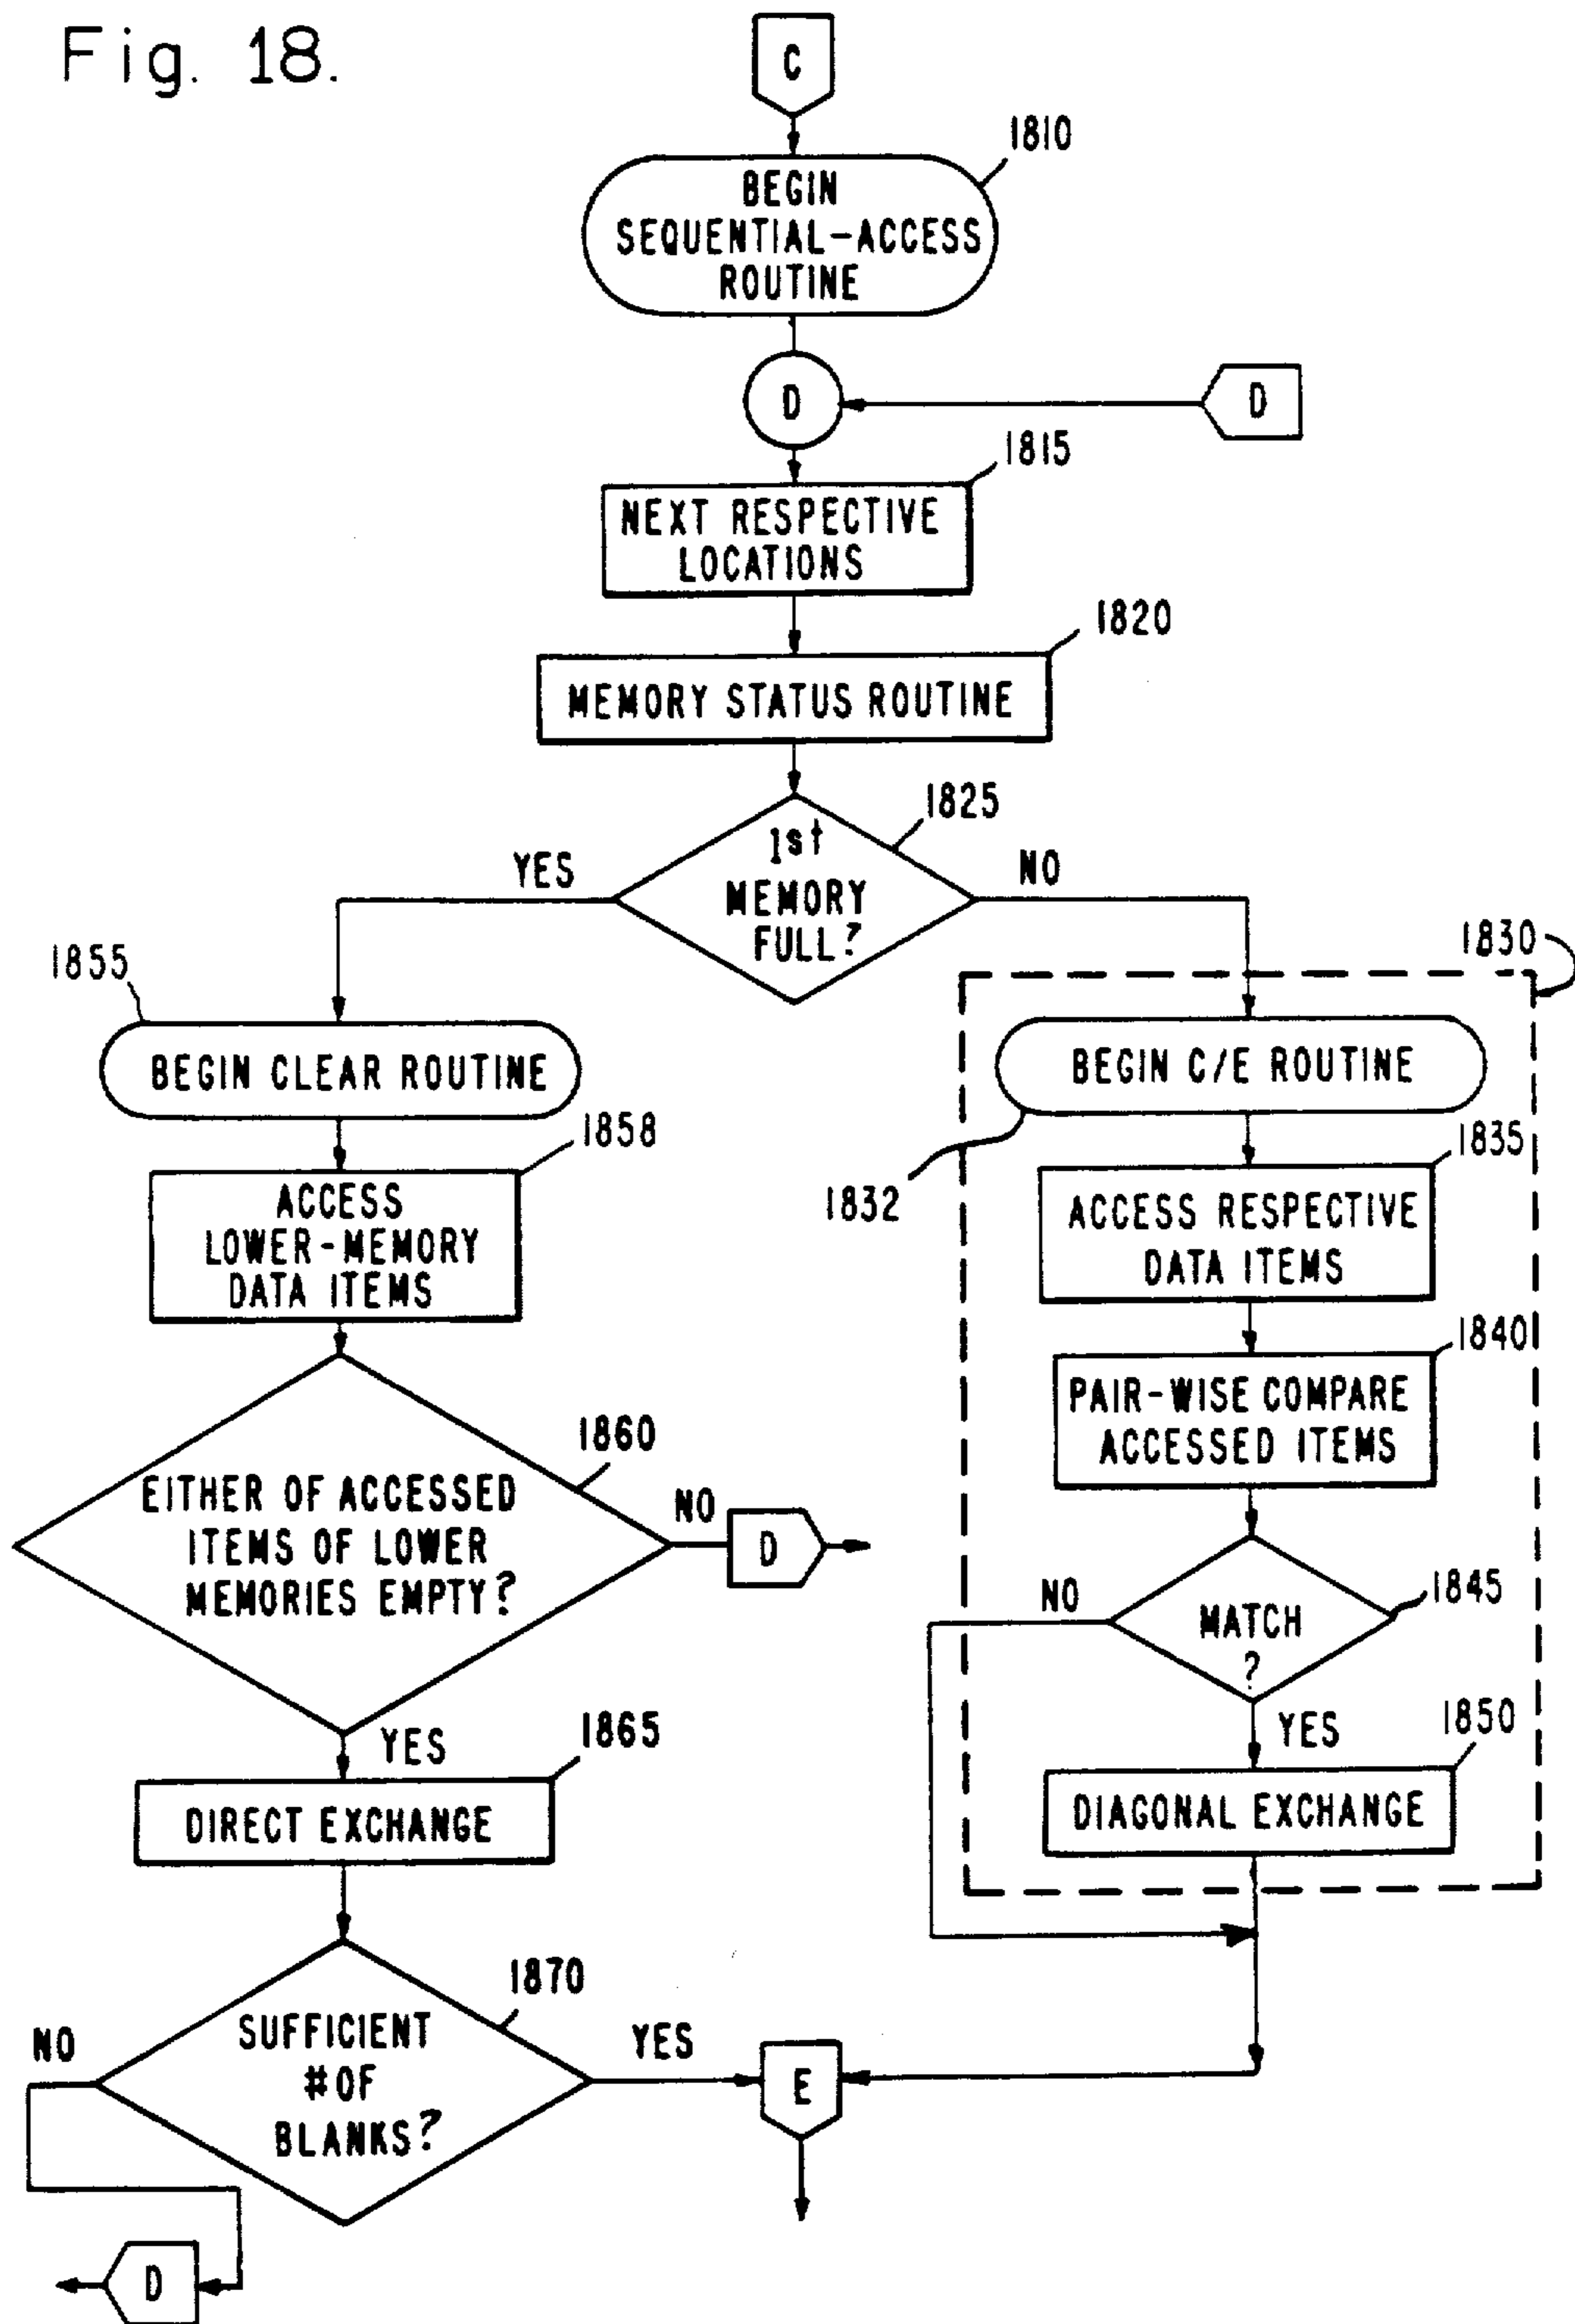 Fig. 18.
C
1810
BEGIN
SEQUENTIAL-ACCESS
ROUTINE
D
D
1815
NEXT RESPECTIVE
LOCATIONS
1820
MEMORY STATUS ROUTINE
1825
1st
MEMORY
FULL?
YES
NO
1830
1855
BEGIN CLEAR ROUTINE
1858
ACCESS
LOWER-MEMORY
DATA ITEMS
1860
EITHER OF ACCESSED
ITEMS OF LOWER
MEMORIES EMPTY?
NO
D
YES
1865
DIRECT EXCHANGE
1870
SUFFICIENT
# OF
BLANKS?
NO
YES
D
E
BEGIN C/E ROUTINE
1832
1835
ACCESS RESPECTIVE
DATA ITEMS
1840
PAIR-WISE COMPARE
ACCESSED ITEMS
1845
MATCH
?
NO
YES
1850
DIAGONAL EXCHANGE